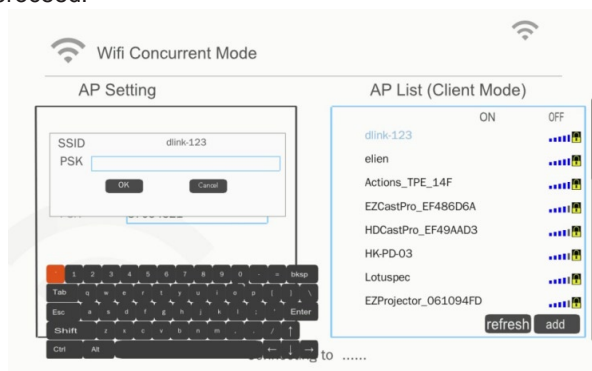 proceed.
Wifi Concurrent Mode
AP Setting
SSID dlink-123
PSK
OK Cancel
1 2 3 4 5 6 7 8 9 0 - = bksp
Tab q w e r t y u i o p [ ] \
Esc a s d f g h j k l ; ' Enter
Shift z x c v b n m , . / ↑
Ctrl Alt ← ↓ →
AP List (Client Mode)
ON OFF
dlink-123
elien
Actions_TPE_14F
EZCastPro_EF486D6A
HDCastPro_EF49AAD3
HK-PD-03
Lotuspec
EZProjector_061094FD
refresh add
to ......